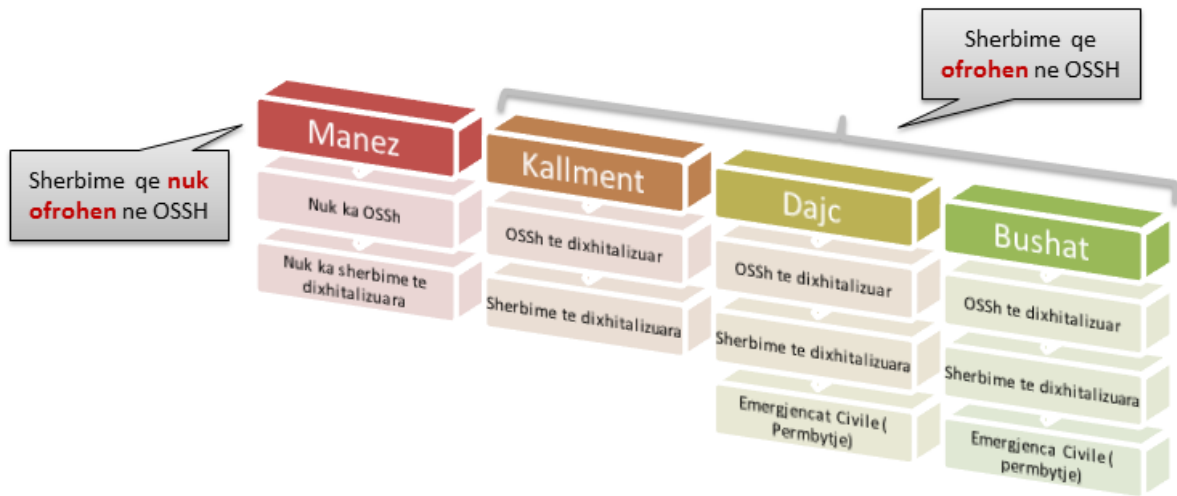 Sherbime qe
ofrohen ne OSSH
Sherbime qe nuk
ofrohen ne OSSH
Manez
Nuk ka OSSh
Nuk ka sherbime te
dixhitalizuara
Kallment
OSSh te dixhitalizuar
Sherbime te dixhitalizuara
Dajc
OSSh te dixhitalizuar
Sherbime te dixhitalizuara
Emergjencat Civile (
Permbytje)
Bushat
OSSh te dixhitalizuar
Sherbime te dixhitalizuara
Emergjenca Civile (
permbytje)